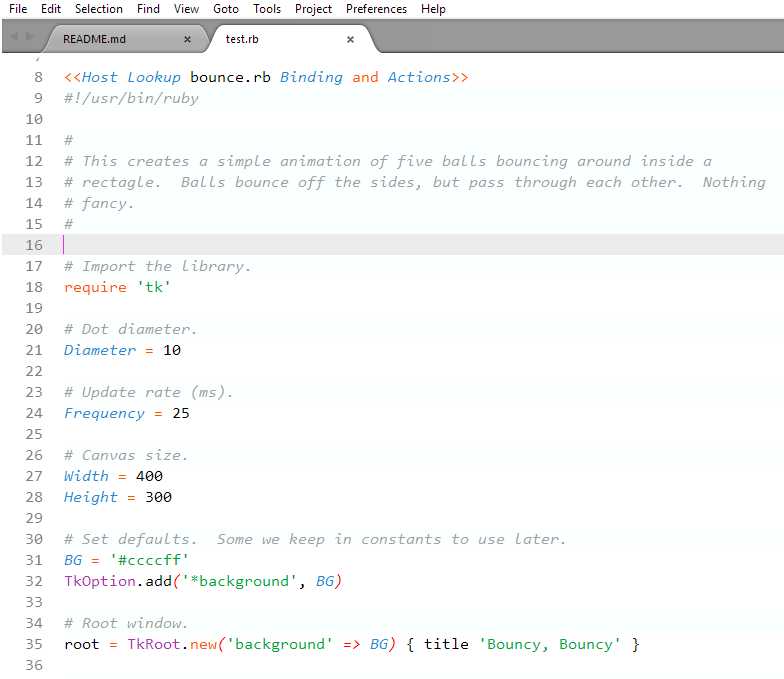 File Edit Selection Find View Goto Tools Project Preferences Help
README.md × test.rb ×
8 <<Host Lookup bounce.rb Binding and Actions>>
9 #!/usr/bin/ruby
10
11 #
12 # This creates a simple animation of five balls bouncing around inside a
13 # rectagle.  Balls bounce off the sides, but pass through each other.  Nothing
14 # fancy.
15 #
16
17 # Import the library.
18 require 'tk'
19
20 # Dot diameter.
21 Diameter = 10
22
23 # Update rate (ms).
24 Frequency = 25
25
26 # Canvas size.
27 Width = 400
28 Height = 300
29
30 # Set defaults.  Some we keep in constants to use later.
31 BG = '#ccccff'
32 TkOption.add('*background', BG)
33
34 # Root window.
35 root = TkRoot.new('background' => BG) { title 'Bouncy, Bouncy' }
36